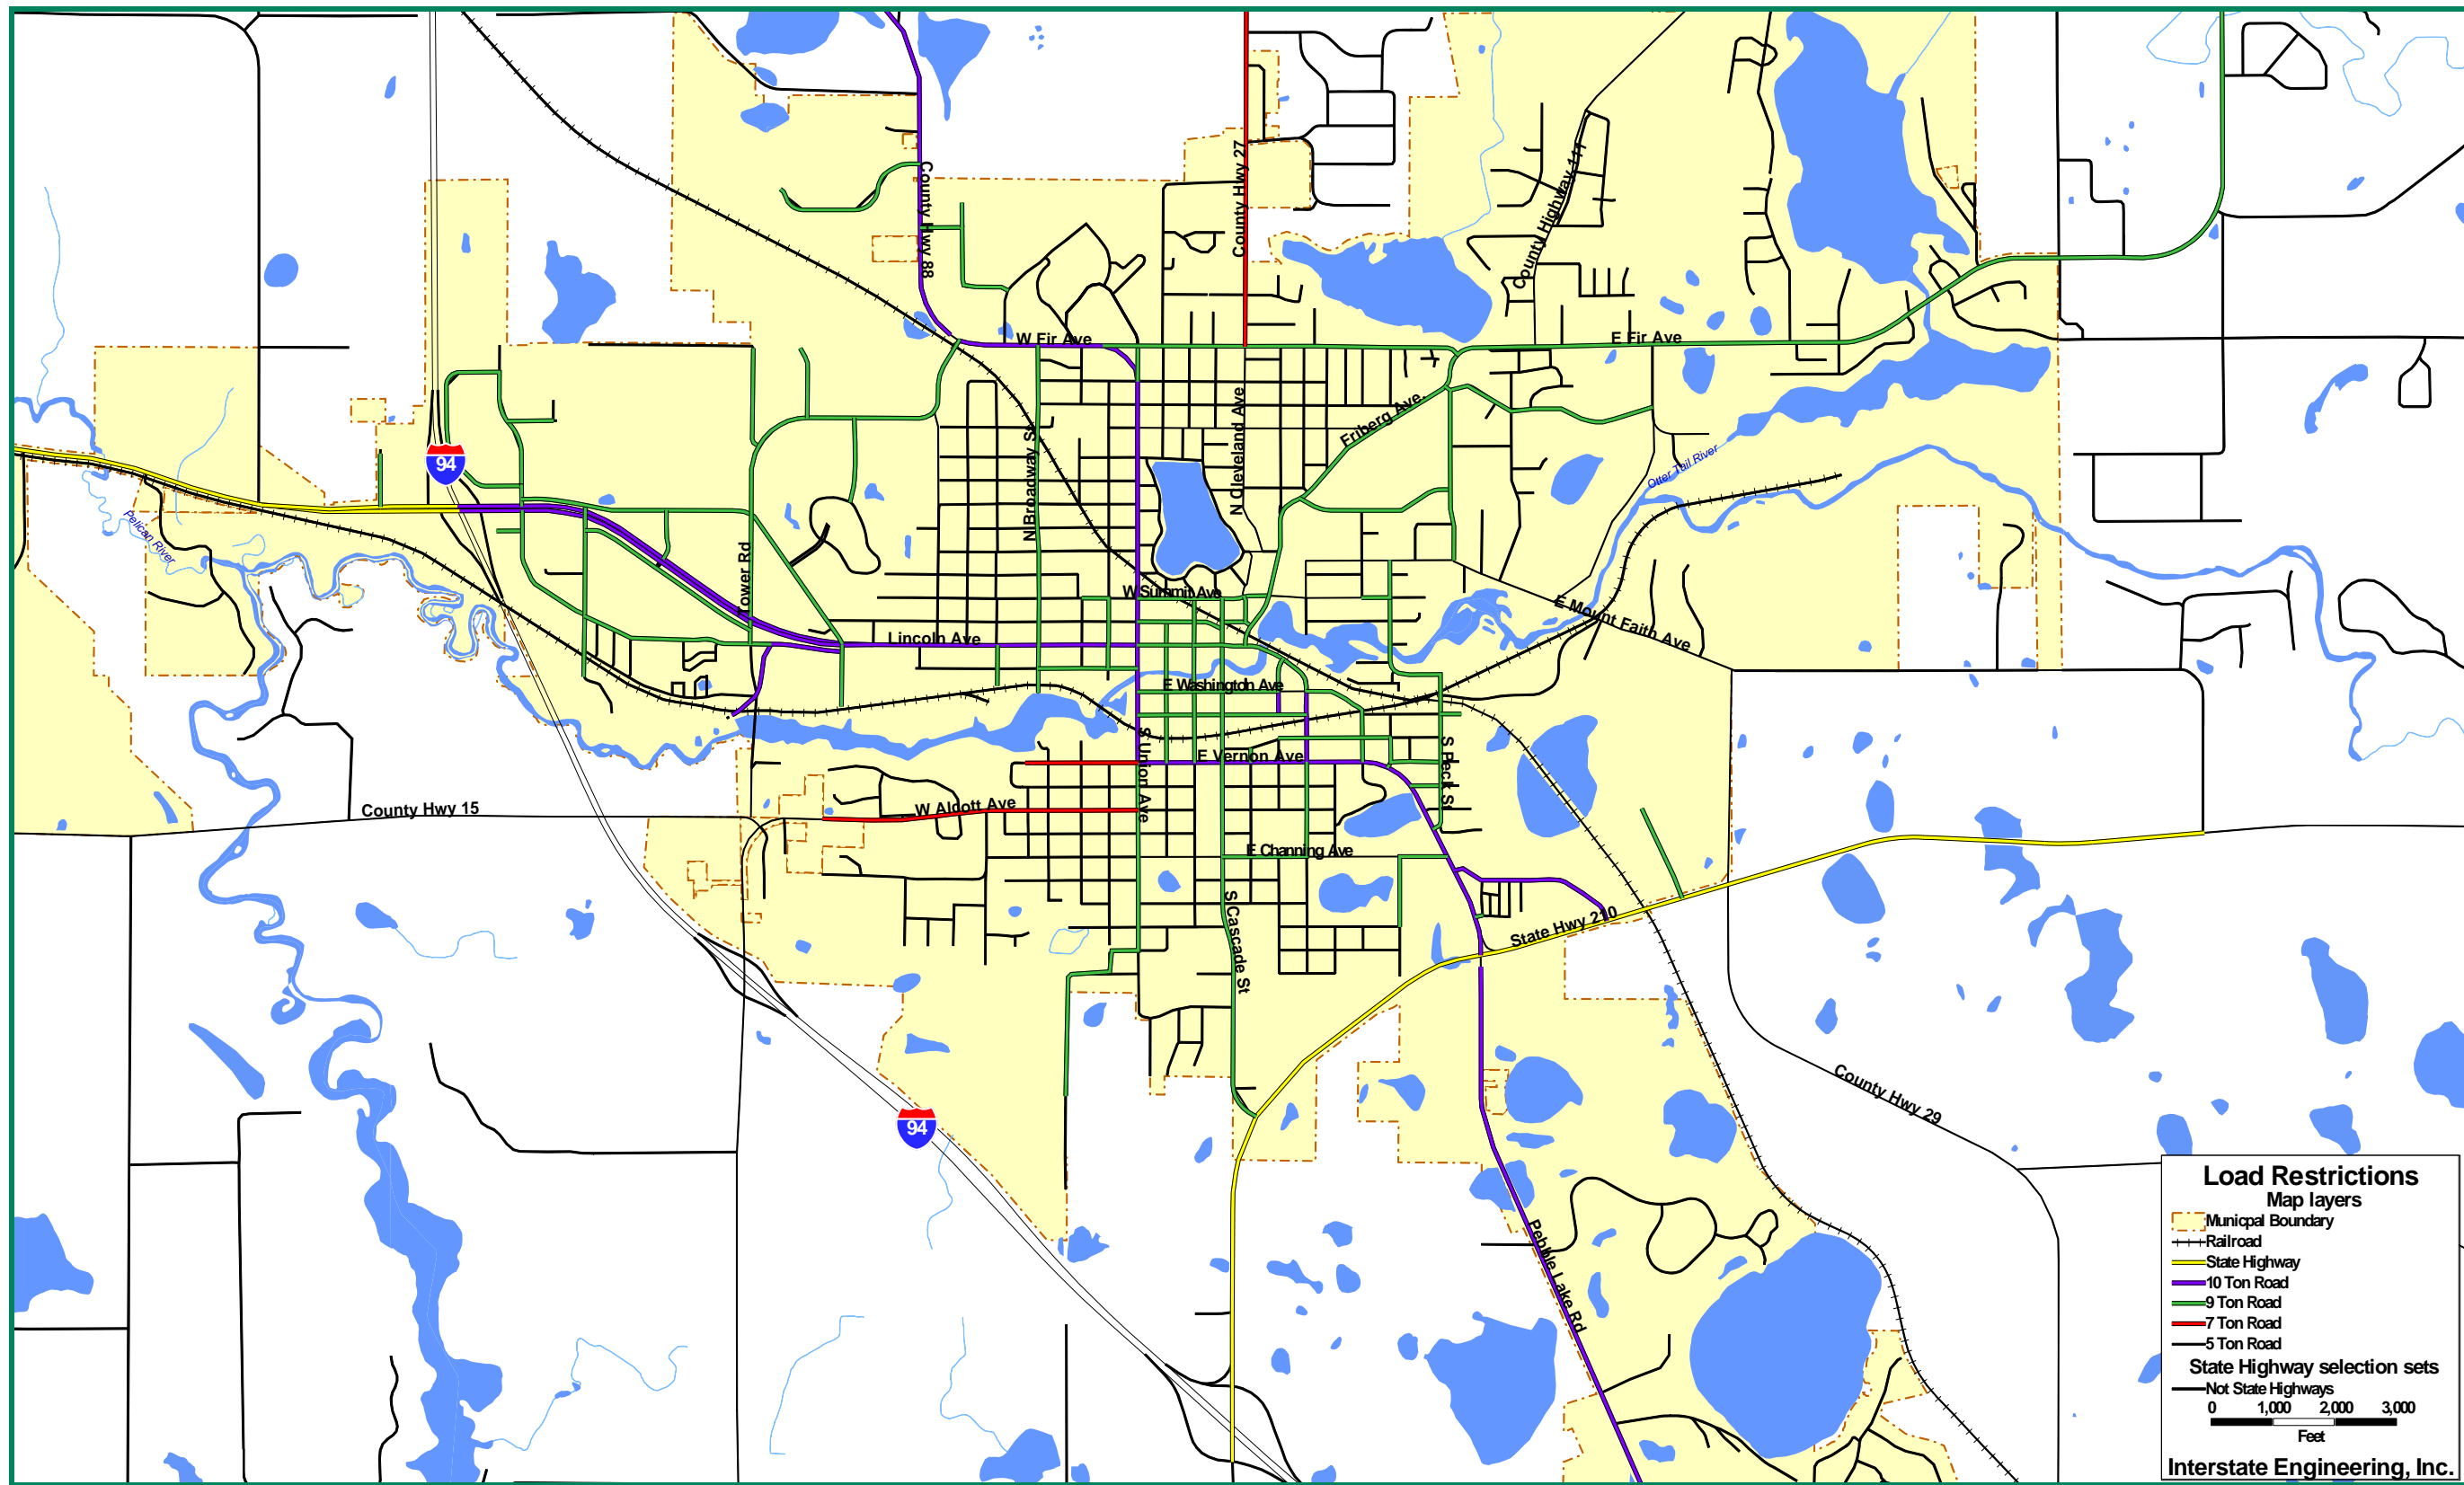 County Hwy 27
County Highway 111
County Hwy 88
W Fir Ave
E Fir Ave
N Cleveland Ave
Friberg Ave.
N Broadway St
94
Otter Tail River
Pelican River
Tower Rd
W Summit Ave
E Mount Faith Ave
Lincoln Ave
E Washington Ave
S Union Ave
E Vernon Ave
S Peck St
County Hwy 15
W Alcott Ave
E Channing Ave
S Cascade St
State Hwy 210
County Hwy 29
94
Pebble Lake Rd
Load Restrictions
Map layers
Municpal Boundary
Railroad
State Highway
10 Ton Road
9 Ton Road
7 Ton Road
5 Ton Road
State Highway selection sets
Not State Highways
0 1,000 2,000 3,000
Feet
Interstate Engineering, Inc.